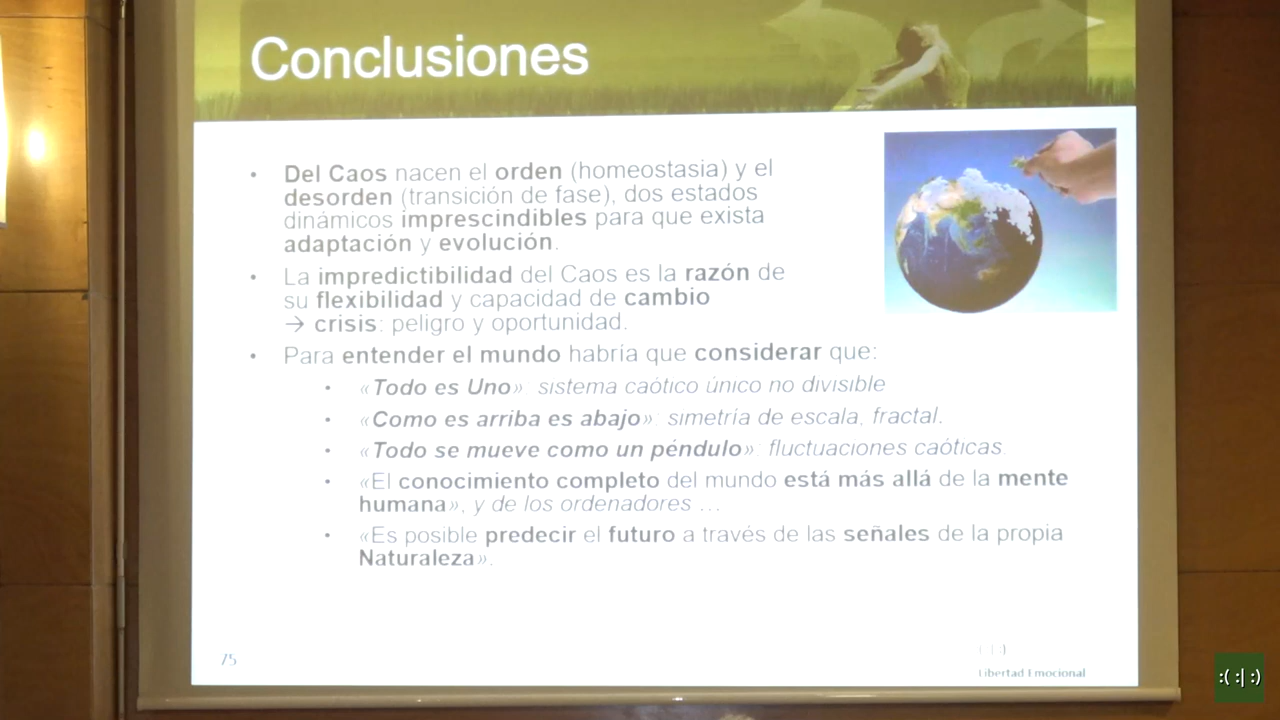 Conclusiones
• Del Caos nacen el orden (homeostasia) y el
desorden (transición de fase), dos estados
dinámicos imprescindibles para que exista
adaptación y evolución.
• La impredictibilidad del Caos es la razón de
su flexibilidad y capacidad de cambio
→ crisis: peligro y oportunidad.
• Para entender el mundo habría que considerar que:
• «Todo es Uno» sistema caótico único no divisible
• «Como es arriba es abajo»: simetría de escala, fractal.
• «Todo se mueve como un péndulo»: fluctuaciones caóticas
• «El conocimiento completo del mundo está más allá de la mente
humana», y de los ordenadores ...
• «Es posible predecir el futuro a través de las señales de la propia
Naturaleza».
75
Libertad Emocional
:( :| :)